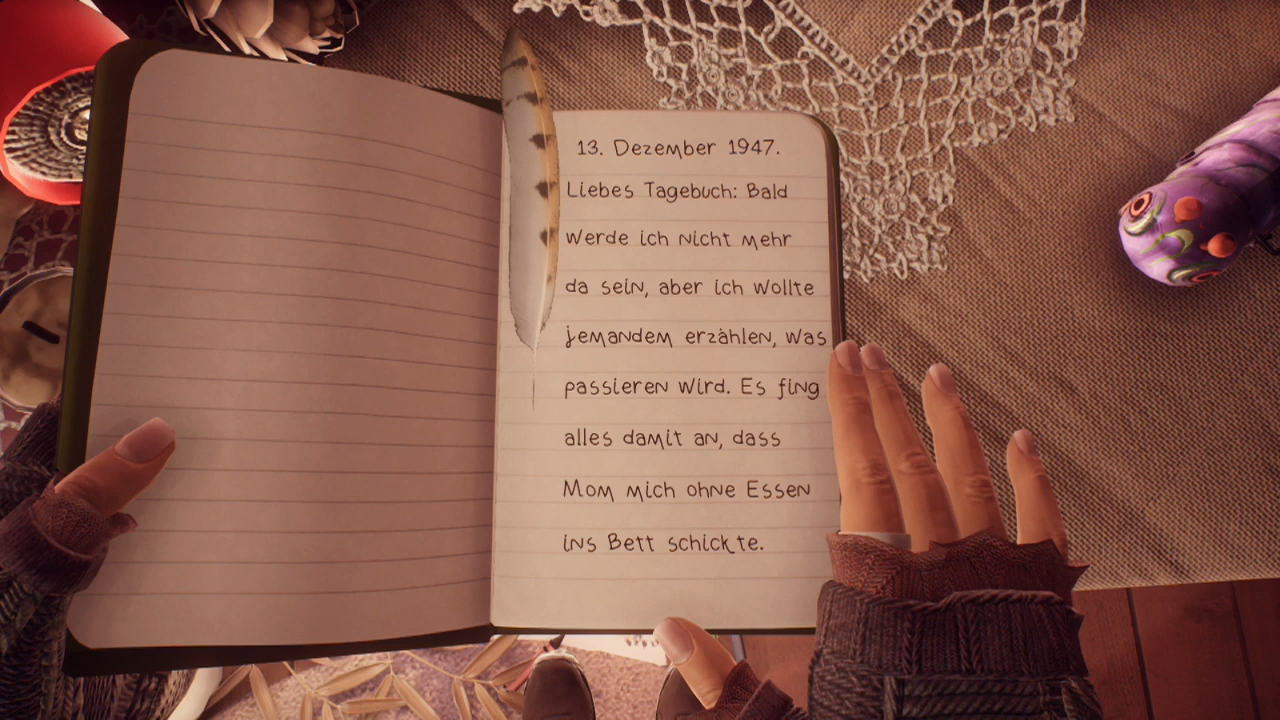 13. Dezember 1947.
Liebes Tagebuch: Bald
werde ich nicht mehr
da sein, aber ich wollte
jemandem erzählen, was
passieren wird. Es fing
alles damit an, dass
Mom mich ohne Essen
ins Bett schickte.